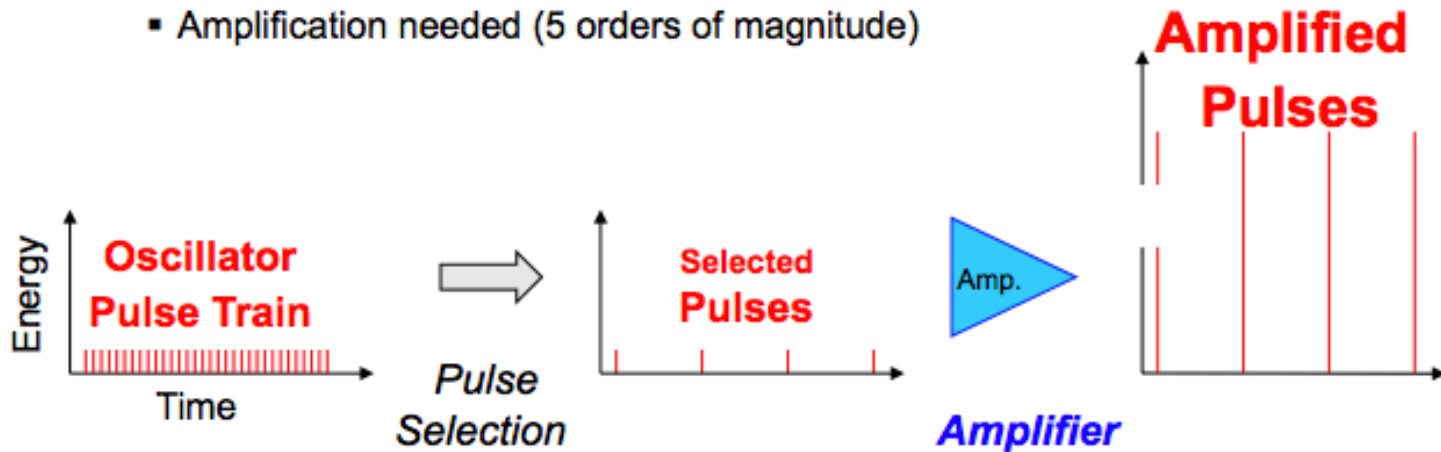 ▪ Amplification needed (5 orders of magnitude)
Amplified
Pulses
Energy
Oscillator
Pulse Train
Time
Pulse
Selection
Selected
Pulses
Amp.
Amplifier